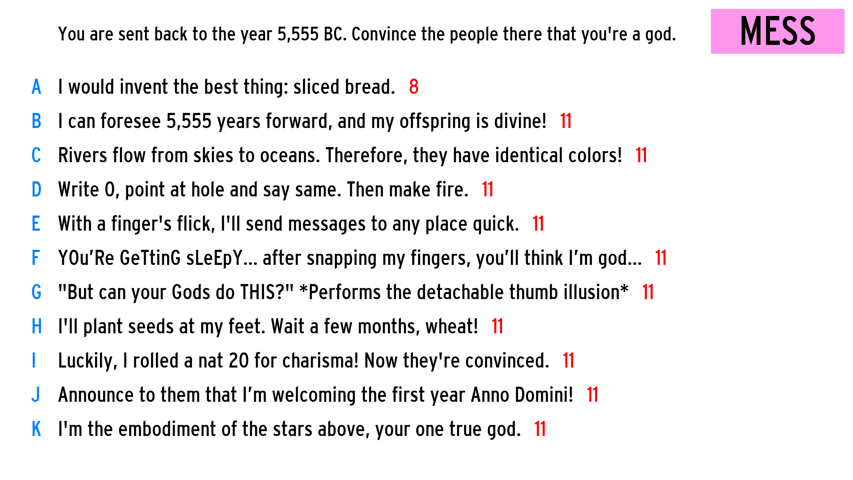 You are sent back to the year 5,555 BC. Convince the people there that you're a god.
MESS
A I would invent the best thing: sliced bread. 8
B I can foresee 5,555 years forward, and my offspring is divine! 11
C Rivers flow from skies to oceans. Therefore, they have identical colors! 11
D Write 0, point at hole and say same. Then make fire. 11
E With a finger's flick, I'll send messages to any place quick. 11
F YOu’Re GeTtinG sLeEpY... after snapping my fingers, you’ll think I’m god... 11
G "But can your Gods do THIS?" *Performs the detachable thumb illusion* 11
H I'll plant seeds at my feet. Wait a few months, wheat! 11
I Luckily, I rolled a nat 20 for charisma! Now they're convinced. 11
J Announce to them that I’m welcoming the first year Anno Domini! 11
K I'm the embodiment of the stars above, your one true god. 11